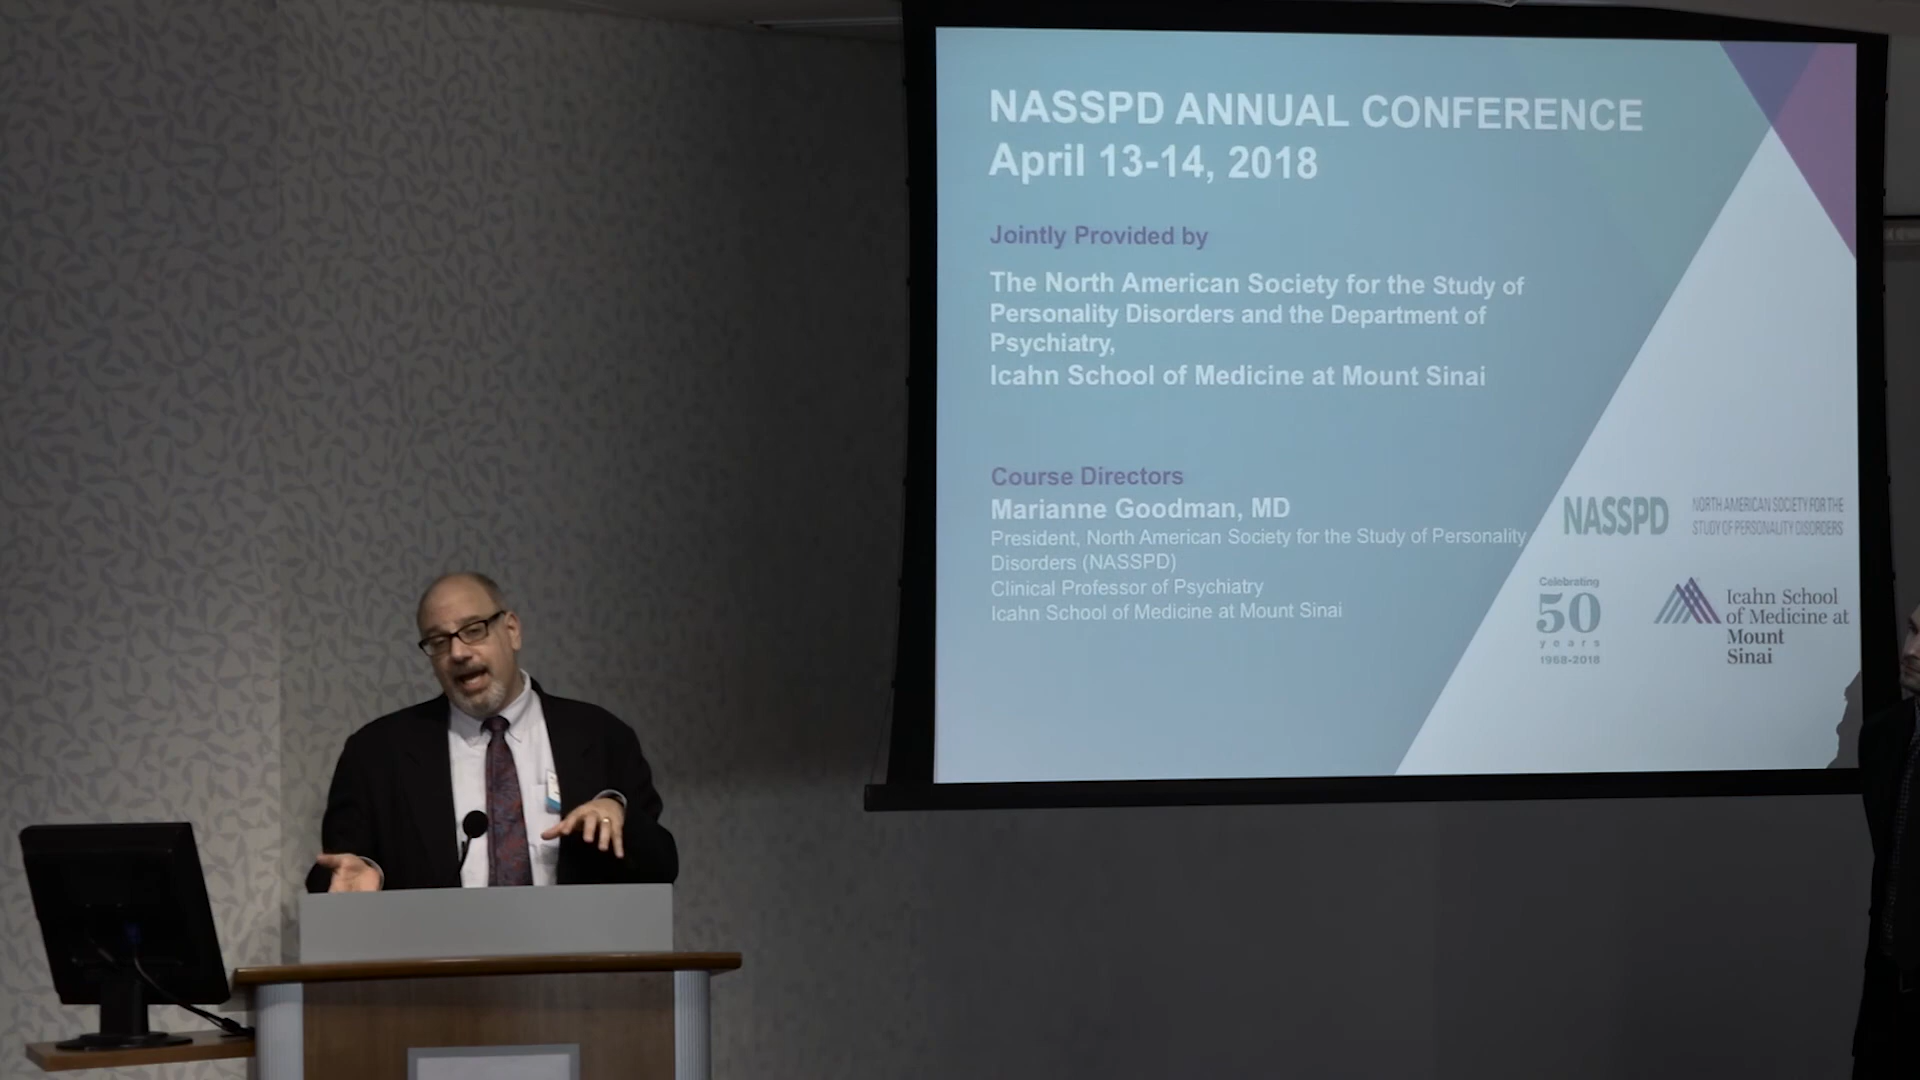 NASSPD ANNUAL CONFERENCE
April 13-14, 2018
Jointly Provided by
The North American Society for the Study of
Personality Disorders and the Department of
Psychiatry,
Icahn School of Medicine at Mount Sinai
Course Directors
Marianne Goodman, MD
President, North American Society for the Study of Personality
Disorders (NASSPD)
Clinical Professor of Psychiatry
Icahn School of Medicine at Mount Sinai
NASSPD
NORTH AMERICAN SOCIETY FOR THE
STUDY OF PERSONALITY DISORDERS
Celebrating
50
years
1968-2018
Icahn School
of Medicine at
Mount
Sinai